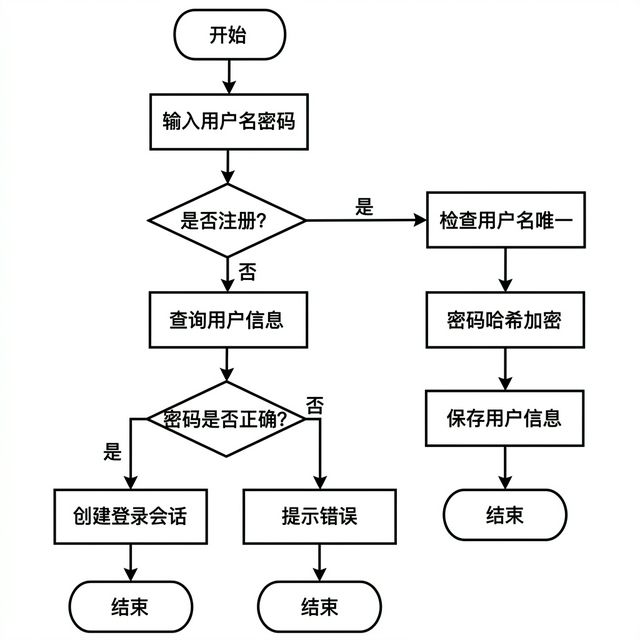 开始
输入用户名密码
是否注册?
是
检查用户名唯一
否
查询用户信息
密码哈希加密
密码是否正确?
否
是
保存用户信息
创建登录会话
提示错误
结束
结束
结束